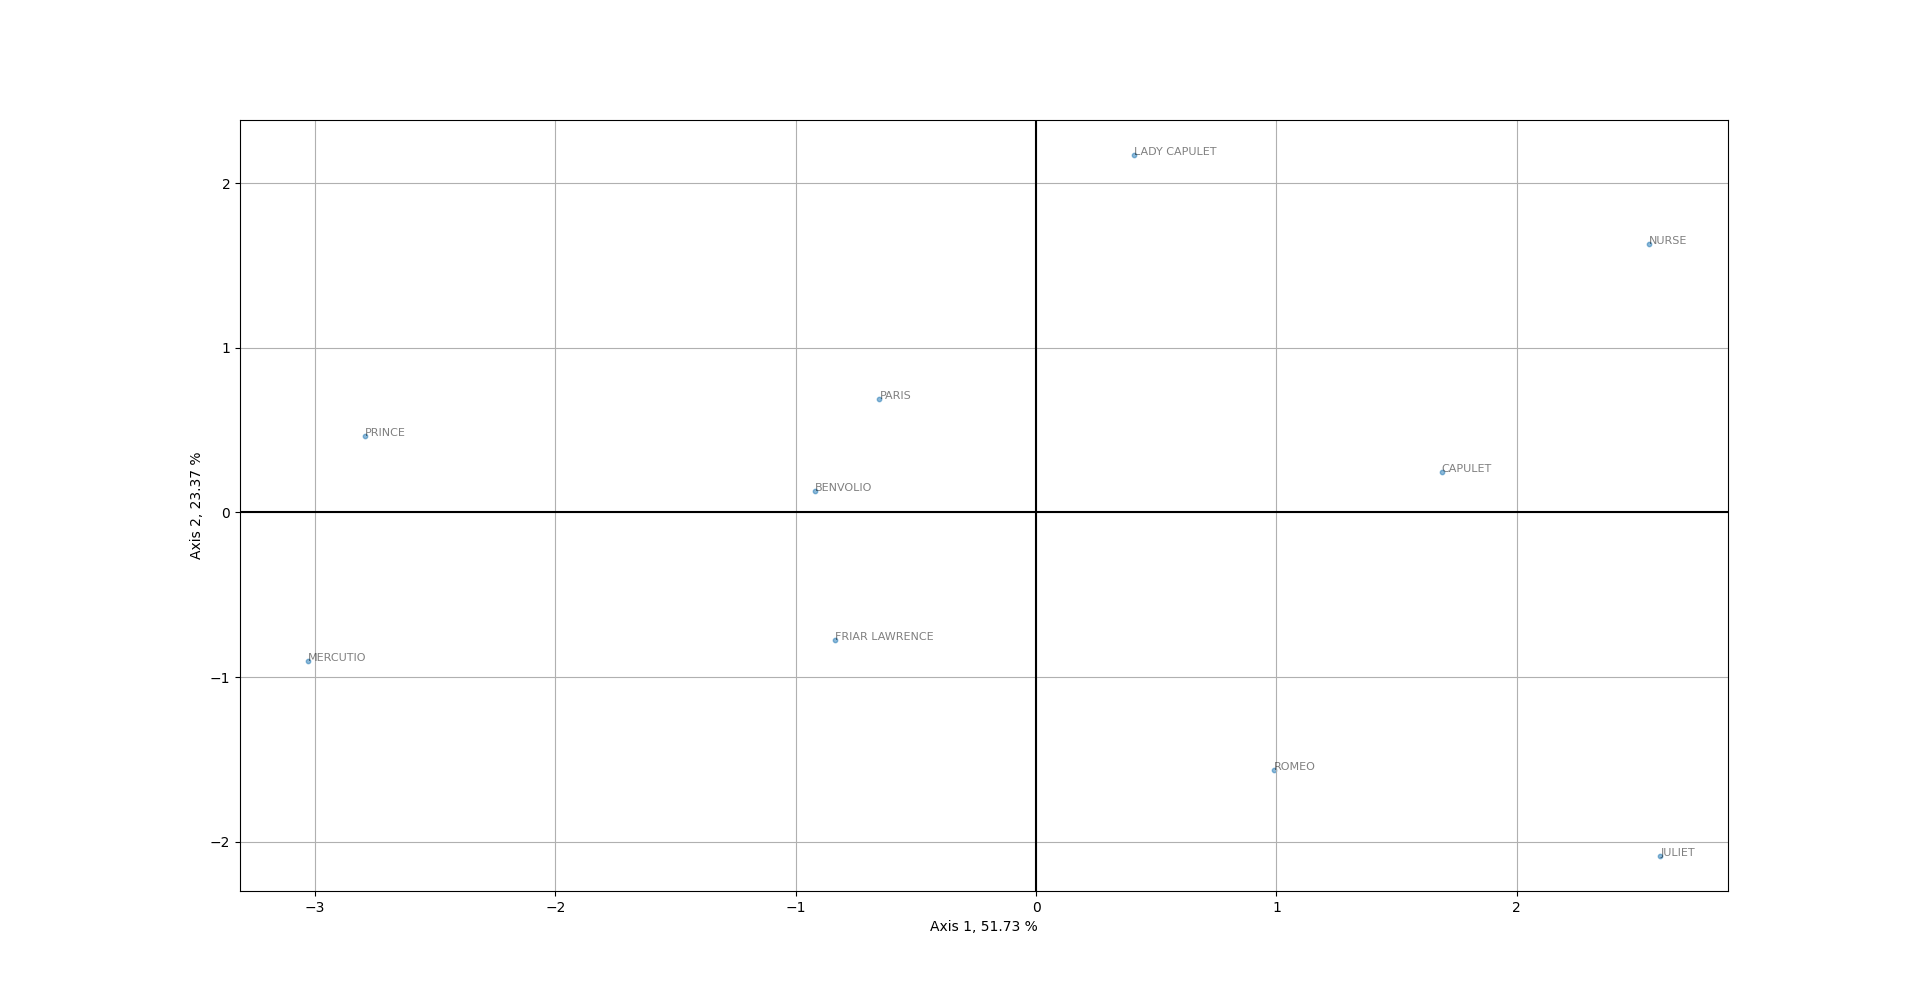 LADY CAPULET
NURSE
PARIS
PRINCE
CAPULET
BENVOLIO
FRIAR LAWRENCE
MERCUTIO
ROMEO
JULIET
2
1
0
−1
−2
Axis 2, 23.37 %
−3 −2 −1 0 1 2
Axis 1, 51.73 %